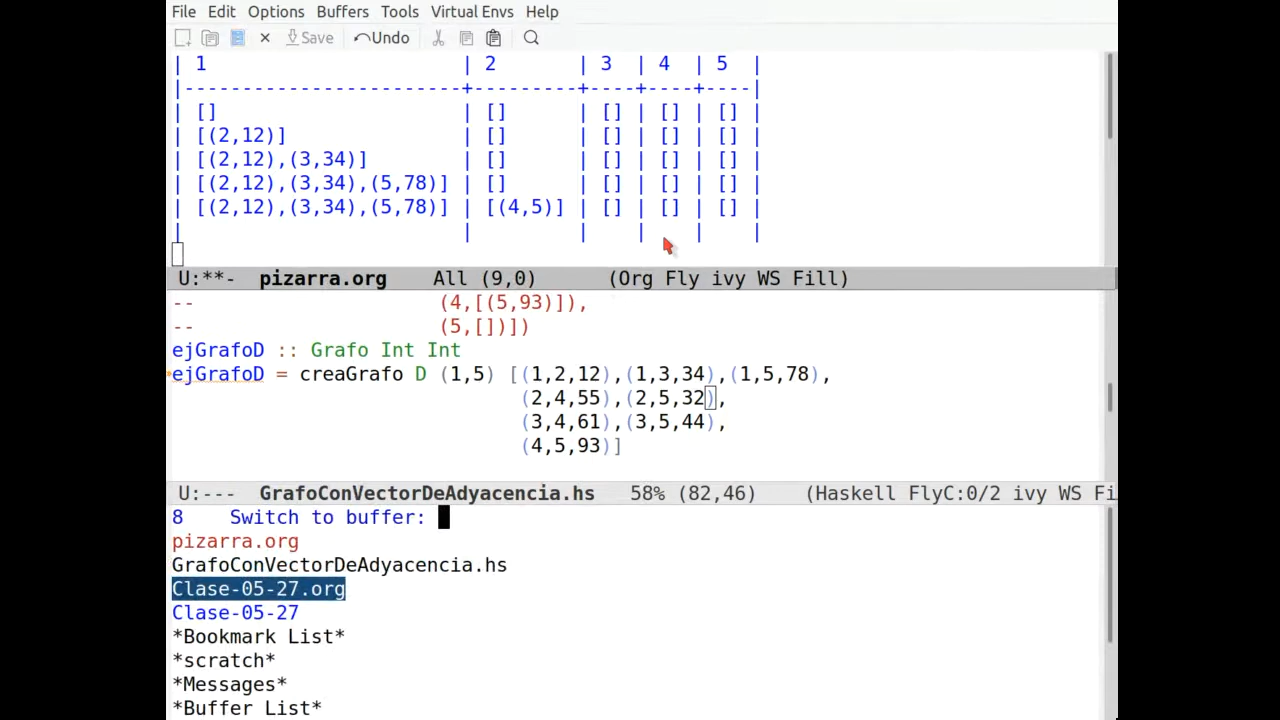 File Edit Options Buffers Tools Virtual Envs Help
Save Undo
| 1 | 2 | 3 | 4 | 5 |
|------------------------+---------+----+----+----|
| [] | [] | [] | [] | [] |
| [(2,12)] | [] | [] | [] | [] |
| [(2,12),(3,34)] | [] | [] | [] | [] |
| [(2,12),(3,34),(5,78)] | [] | [] | [] | [] |
| [(2,12),(3,34),(5,78)] | [(4,5)] | [] | [] | [] |
| | | | | |
U:**- pizarra.org All (9,0) (Org Fly ivy WS Fill)
-- (4,[(5,93)]),
-- (5,[])])
ejGrafoD :: Grafo Int Int
ejGrafoD = creaGrafo D (1,5) [(1,2,12),(1,3,34),(1,5,78),
(2,4,55),(2,5,32),
(3,4,61),(3,5,44),
(4,5,93)]
U:--- GrafoConVectorDeAdyacencia.hs 58% (82,46) (Haskell FlyC:0/2 ivy WS Fi
8 Switch to buffer:
pizarra.org
GrafoConVectorDeAdyacencia.hs
Clase-05-27.org
Clase-05-27
*Bookmark List*
*scratch*
*Messages*
*Buffer List*